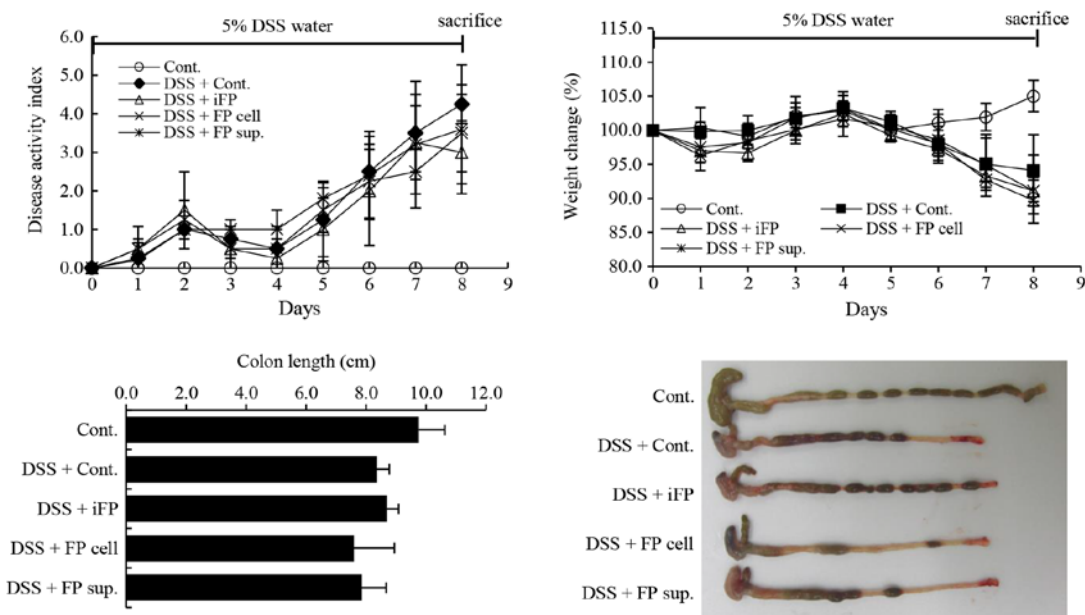 5% DSS water
sacrifice
Disease activity index
6.0
5.0
4.0
3.0
2.0
1.0
0.0
Cont.
DSS + Cont.
DSS + iFP
DSS + FP cell
DSS + FP sup.
0 1 2 3 4 5 6 7 8 9
Days
5% DSS water
sacrifice
Weight change (%)
115.0
110.0
105.0
100.0
95.0
90.0
85.0
80.0
Cont. DSS + Cont.
DSS + iFP DSS + FP cell
DSS + FP sup.
0 1 2 3 4 5 6 7 8 9
Days
Colon length (cm)
0.0 2.0 4.0 6.0 8.0 10.0 12.0
Cont.
DSS + Cont.
DSS + iFP
DSS + FP cell
DSS + FP sup.
Cont.
DSS + Cont.
DSS + iFP
DSS + FP cell
DSS + FP sup.